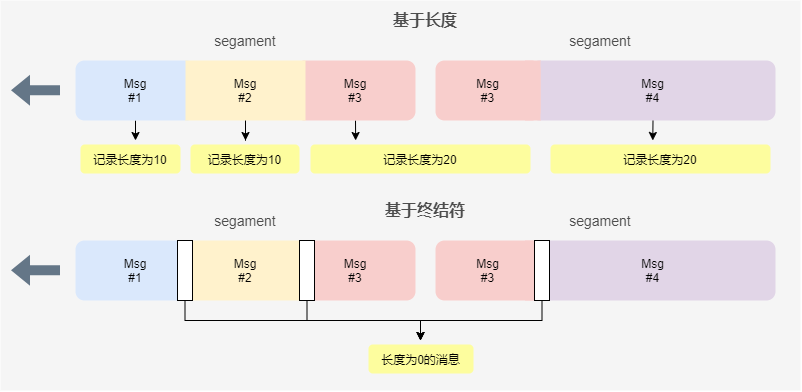 基于长度
segament
segament
Msg
#1
Msg
#2
Msg
#3
Msg
#3
Msg
#4
记录长度为10
记录长度为10
记录长度为20
记录长度为20
基于终结符
segament
segament
Msg
#1
Msg
#2
Msg
#3
Msg
#3
Msg
#4
长度为0的消息